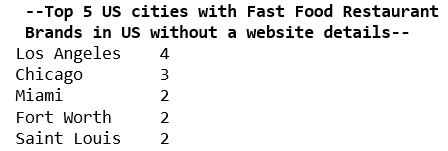 --Top 5 US cities with Fast Food Restaurant
Brands in US without a website details--
Los Angeles 4
Chicago 3
Miami 2
Fort Worth 2
Saint Louis 2